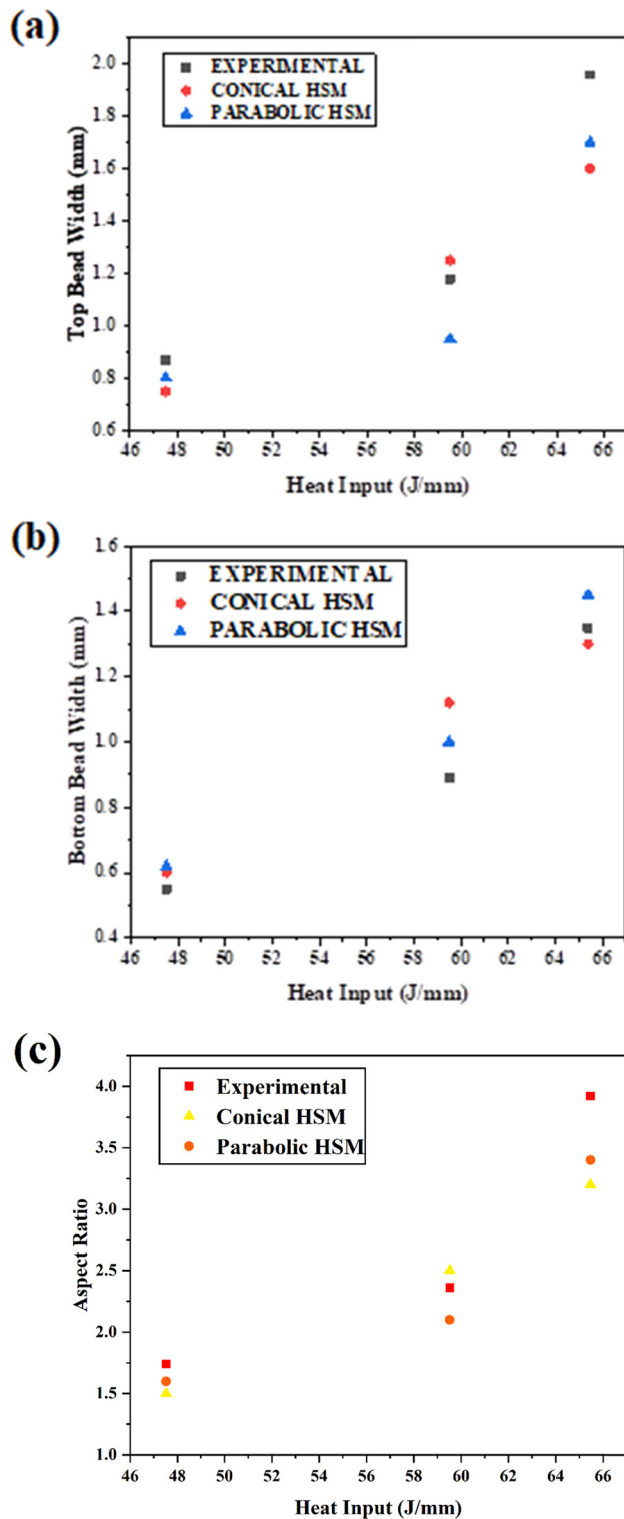 (a)
EXPERIMENTAL
CONICAL HSM
PARABOLIC HSM
2.0
1.8
1.6
1.4
1.2
1.0
0.8
0.6
Top Bead Width (mm)
46 48 50 52 54 56 58 60 62 64 66
Heat Input (J/mm)
(b)
EXPERIMENTAL
CONICAL HSM
PARABOLIC HSM
1.6
1.4
1.2
1.0
0.8
0.6
0.4
Bottom Bead Width (mm)
46 48 50 52 54 56 58 60 62 64 66
Heat Input (J/mm)
(c)
Experimental
Conical HSM
Parabolic HSM
4.0
3.5
3.0
2.5
2.0
1.5
1.0
Aspect Ratio
46 48 50 52 54 56 58 60 62 64 66
Heat Input (J/mm)